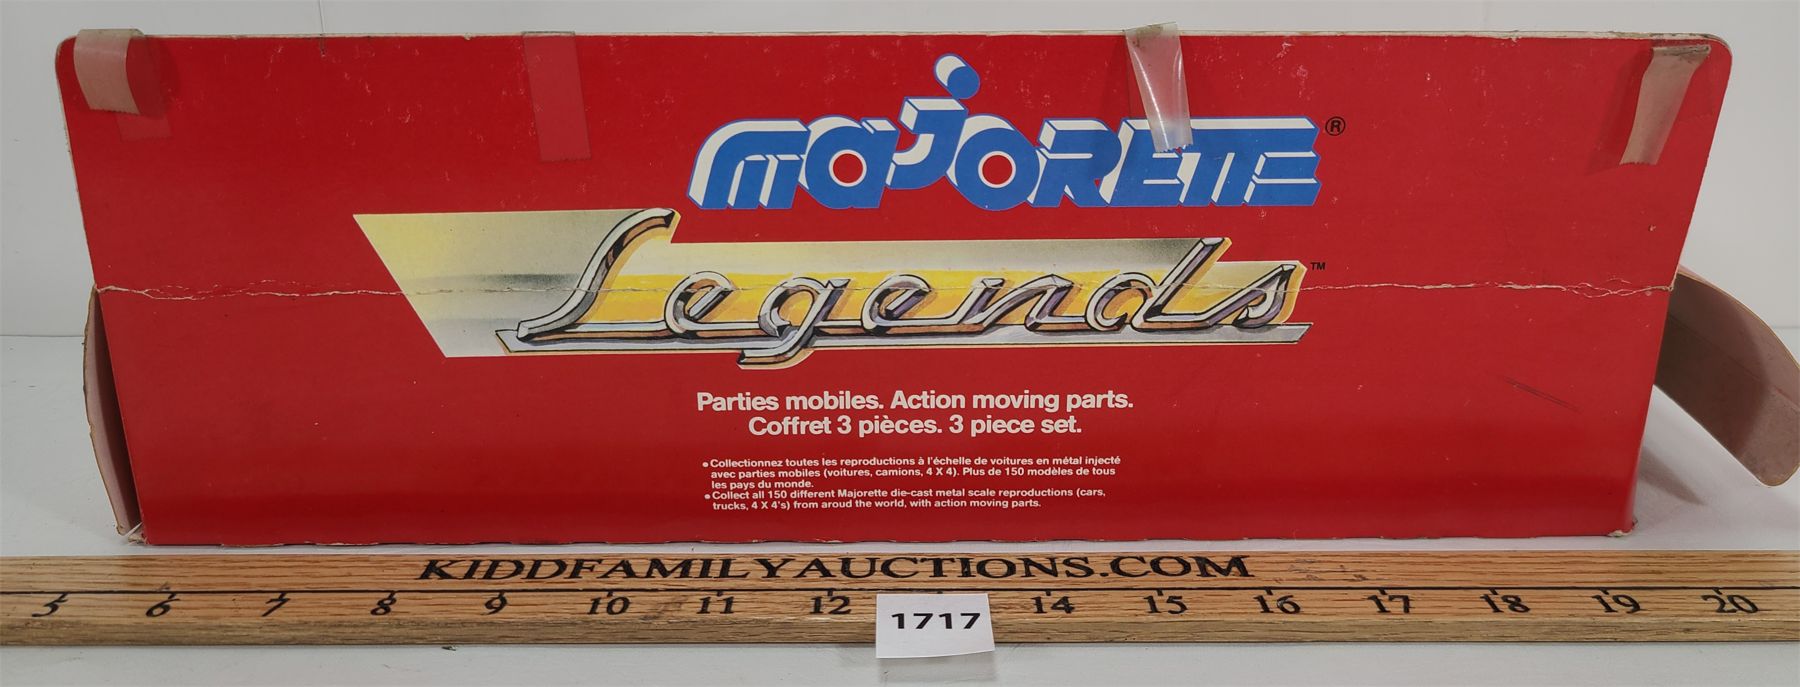 MAJORETTE ®
Legends ™
Parties mobiles. Action moving parts.
Coffret 3 pièces. 3 piece set.
• Collectionnez toutes les reproductions à l'échelle de voitures en métal injecté
avec parties mobiles (voitures, camions, 4 X 4). Plus de 150 modèles de tous
les pays du monde.
• Collect all 150 different Majorette die-cast metal scale reproductions (cars,
trucks, 4 X 4's) from aroud the world, with action moving parts.
KIDDFAMILYAUCTIONS.COM
5 6 7 8 9 10 11 12 14 15 16 17 18 19 20
1717